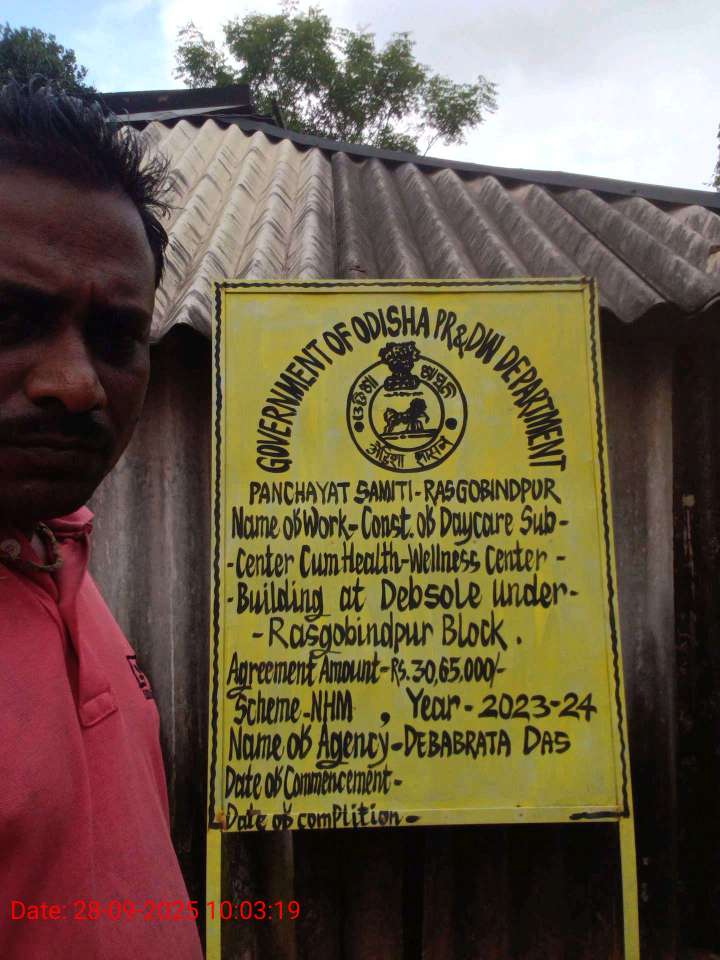 GOVERNMENT OF ODISHA PR&DW DEPARTMENT
ଓଡ଼ିଶା ଶାସନ
ओड़िशा शासन
PANCHAYAT SAMITI-RASGOBINDPUR
Name of Work-Const. of Daycare Sub-
-Center Cum Health-Wellness Center-
-Building at Debsole under-
-Rasgobindpur Block.
Agreement Amount-Rs.30,65,000/-
Scheme-NHM, Year-2023-24
Name of Agency-DEBABRATA DAS
Date of Commencement-
Date of complition-
Date: 28-09-2025 10:03:19